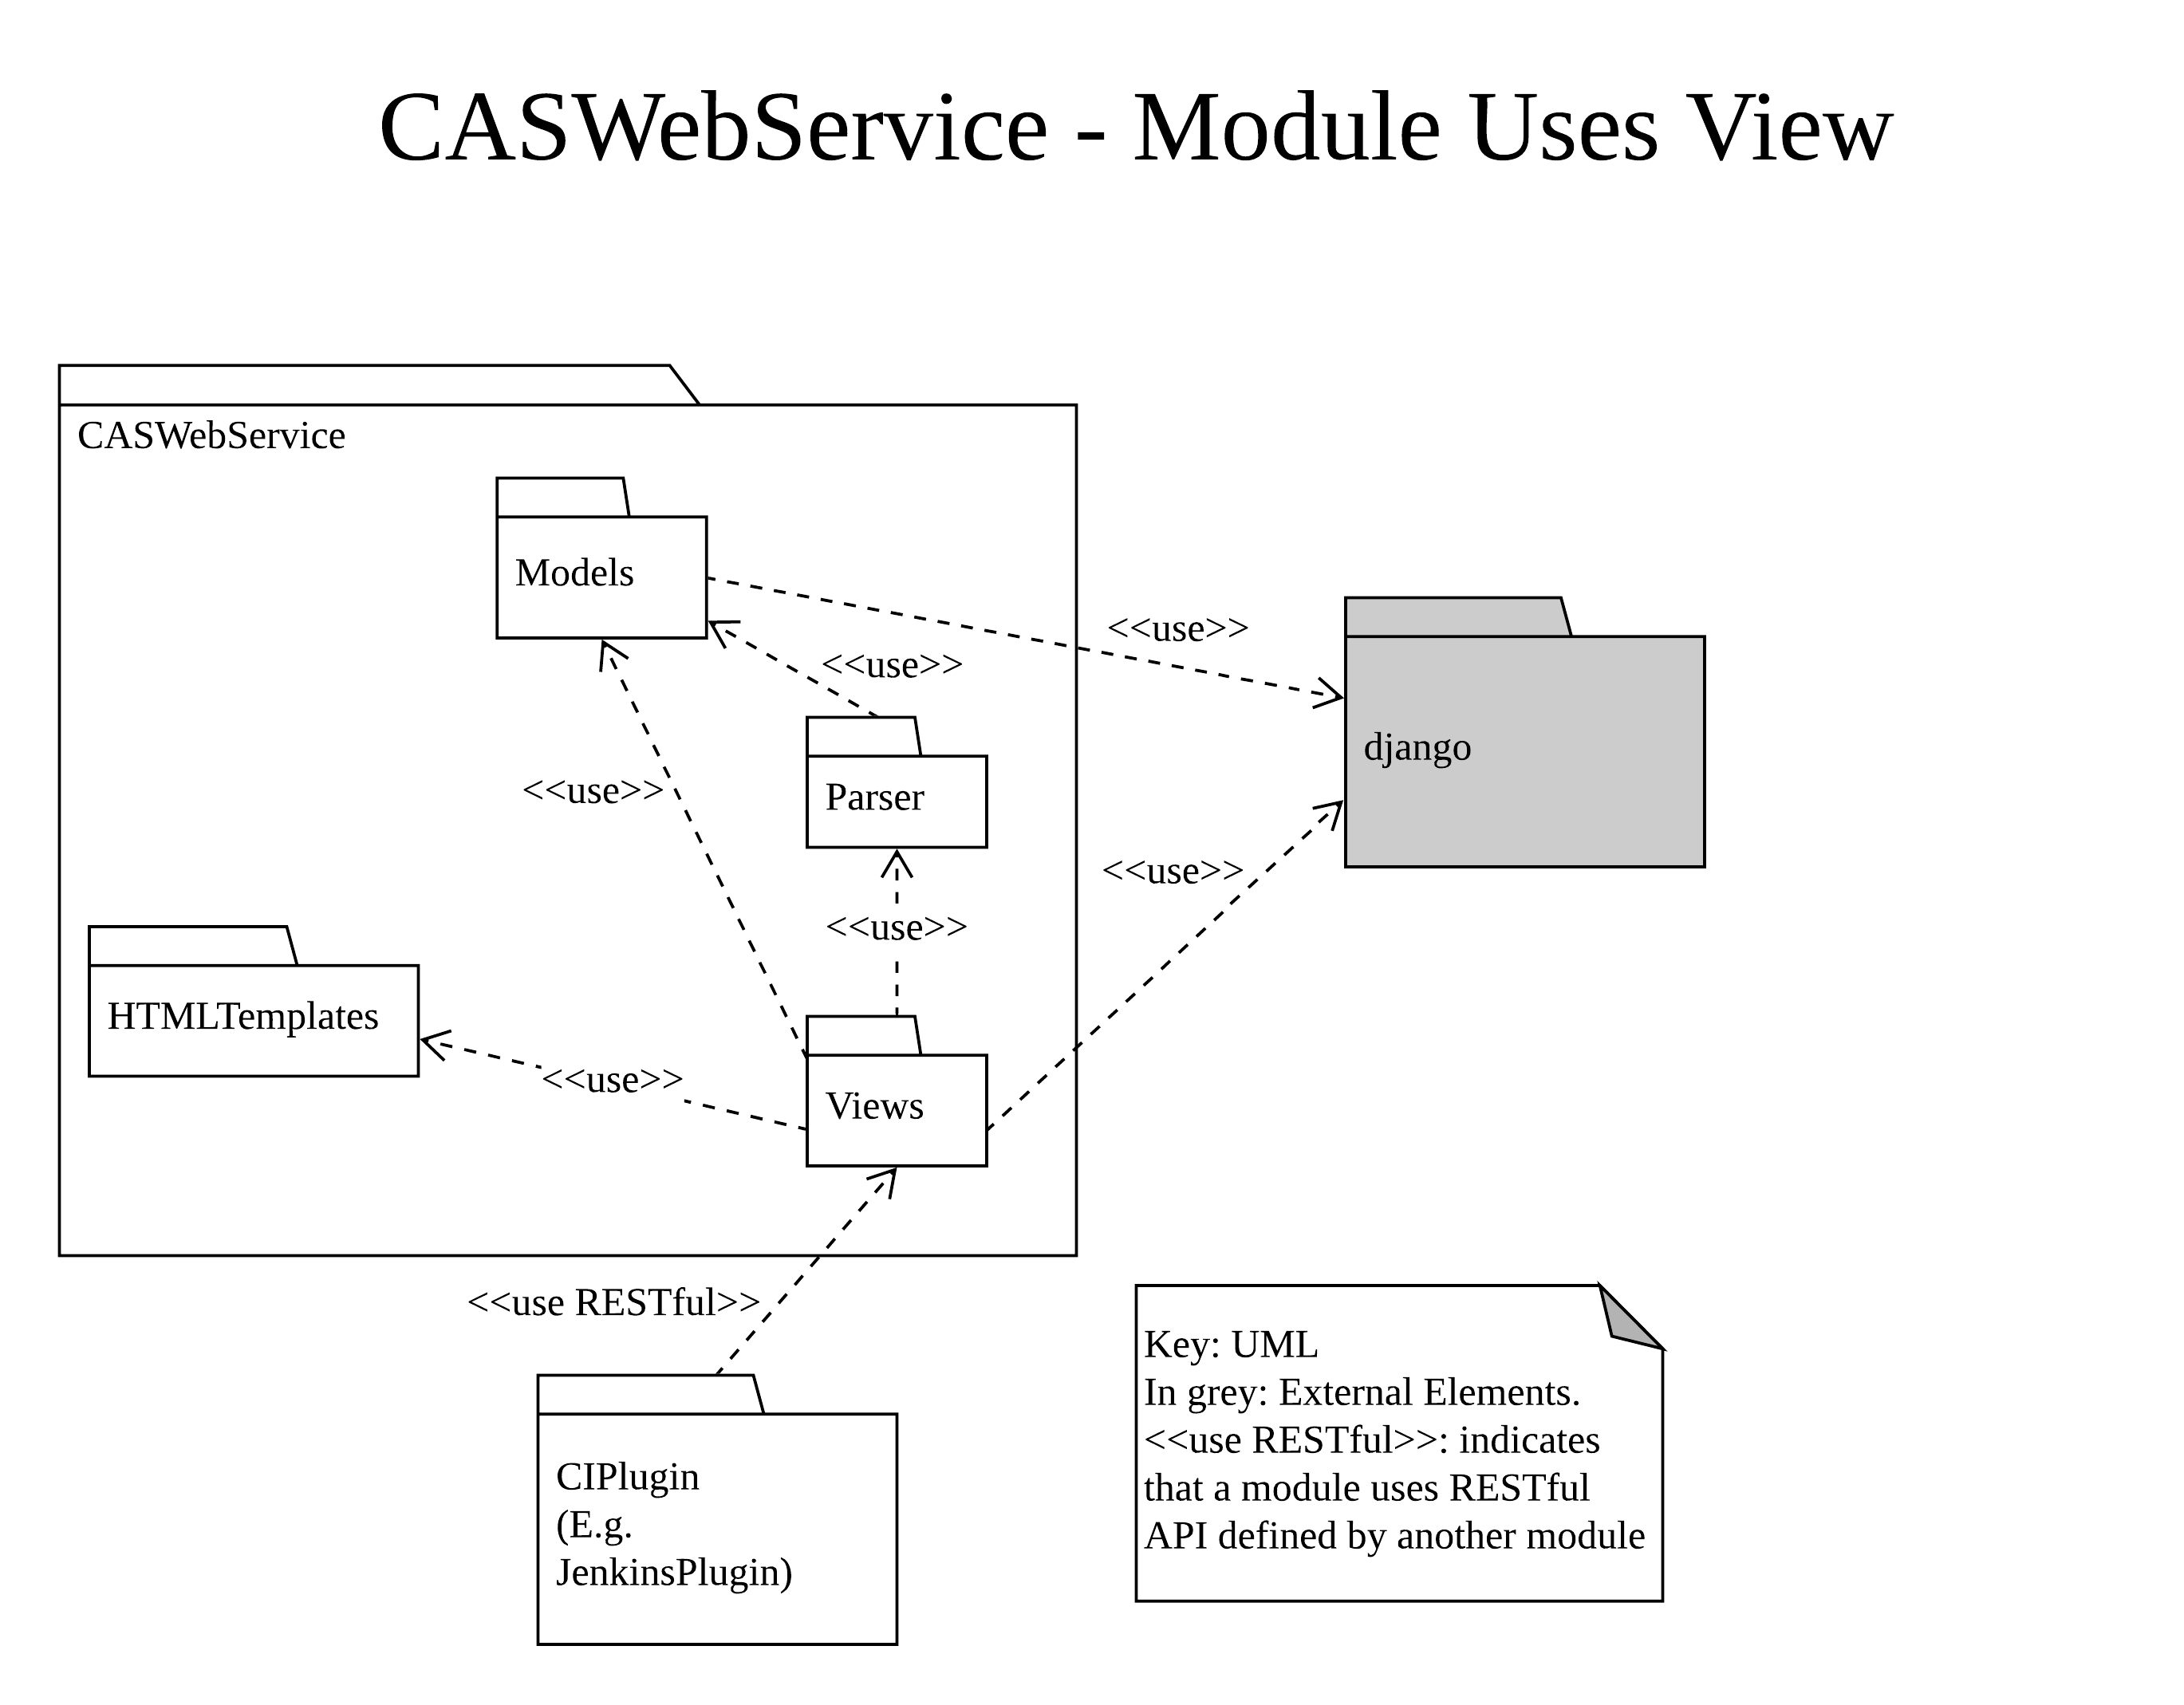 CASWebService - Module Uses View
CASWebService
Models
<<use>>
<<use>>
django
<<use>>
Parser
<<use>>
<<use>>
HTMLTemplates
<<use>>
Views
<<use RESTful>>
Key: UML
In grey: External Elements.
<<use RESTful>>: indicates
that a module uses RESTful
API defined by another module
CIPlugin
(E.g.
JenkinsPlugin)